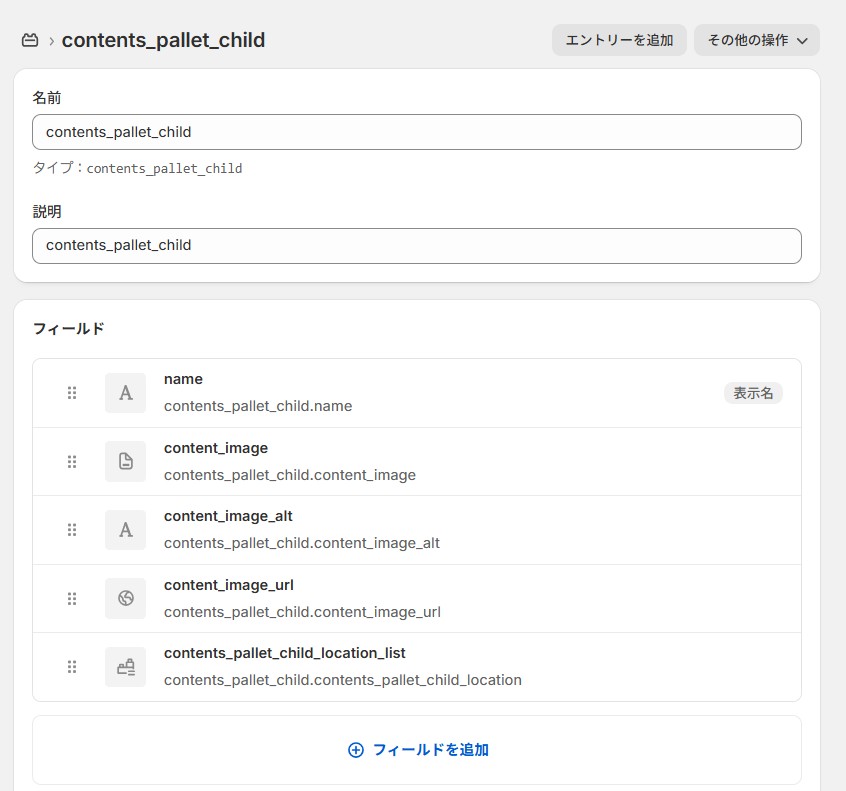 contents_pallet_child
エントリーを追加
その他の操作
名前
contents_pallet_child
タイプ：contents_pallet_child
説明
contents_pallet_child
フィールド
name
contents_pallet_child.name
表示名
content_image
contents_pallet_child.content_image
content_image_alt
contents_pallet_child.content_image_alt
content_image_url
contents_pallet_child.content_image_url
contents_pallet_child_location_list
contents_pallet_child.contents_pallet_child_location
フィールドを追加